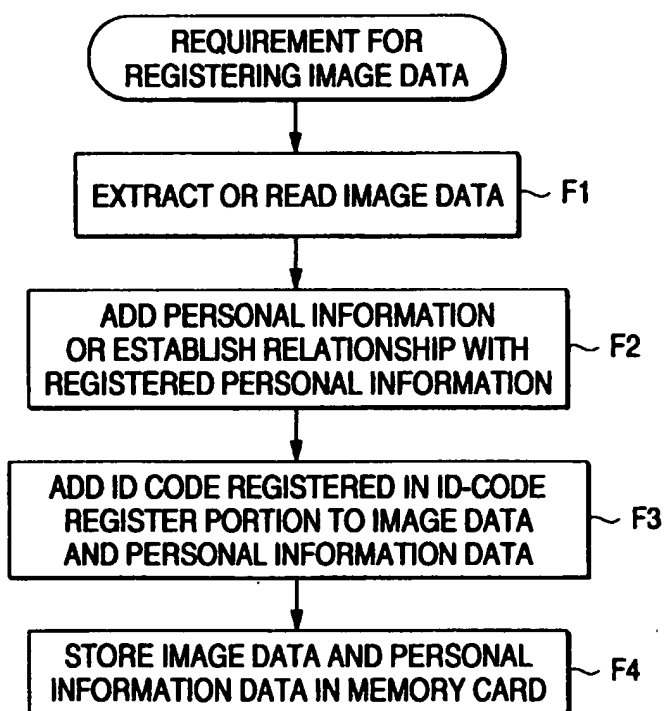 REQUIREMENT FOR
REGISTERING IMAGE DATA
EXTRACT OR READ IMAGE DATA
F1
ADD PERSONAL INFORMATION
OR ESTABLISH RELATIONSHIP WITH
REGISTERED PERSONAL INFORMATION
F2
ADD ID CODE REGISTERED IN ID-CODE
REGISTER PORTION TO IMAGE DATA
AND PERSONAL INFORMATION DATA
F3
STORE IMAGE DATA AND PERSONAL
INFORMATION DATA IN MEMORY CARD
F4